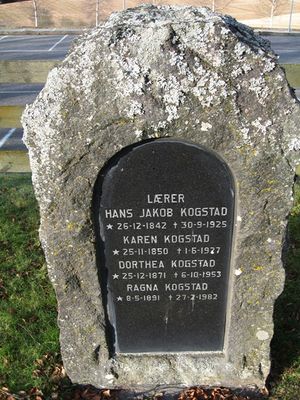 LÆRER
HANS JAKOB KOGSTAD
* 26-12-1842 † 30-9-1925
KAREN KOGSTAD
* 25-11-1850 † 1-6-1927
DORTHEA KOGSTAD
* 25-12-1871 † 6-10-1953
RAGNA KOGSTAD
* 8-5-1891 † 27-2-1982